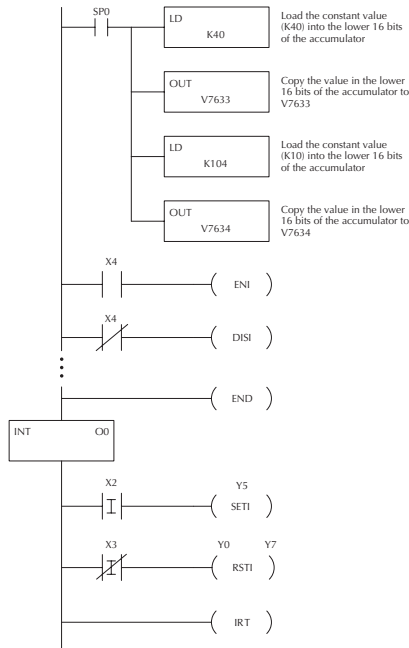 SP0
LD
K40
Load the constant value
(K40) into the lower 16 bits
of the accumulator
OUT
V7633
Copy the value in the lower
16 bits of the accumulator to
V7633
LD
K104
Load the constant value
(K10) into the lower 16 bits
of the accumulator
OUT
V7634
Copy the value in the lower
16 bits of the accumulator to
V7634
X4
ENI
X4
DISI
END
INT O0
X2
Y5
SETI
X3
Y0 Y7
RSTI
IRT